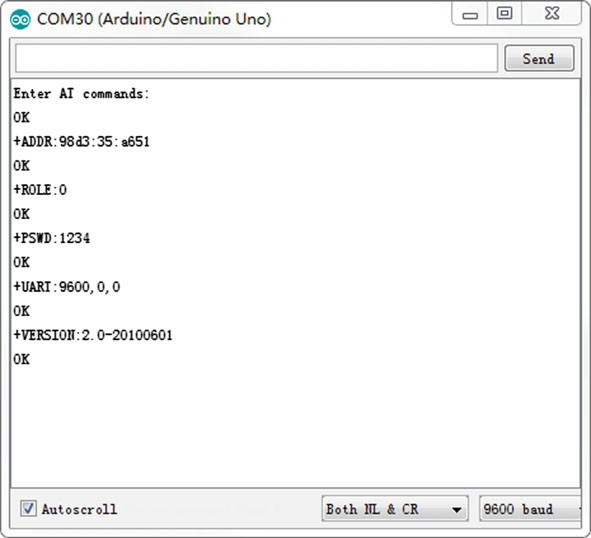 COM30 (Arduino/Genuino Uno)
Send
Enter AT commands:
OK
+ADDR:98d3:35:a651
OK
+ROLE:0
OK
+PSWD:1234
OK
+UART:9600,0,0
OK
+VERSION:2.0-20100601
OK
Autoscroll
Both NL & CR
9600 baud